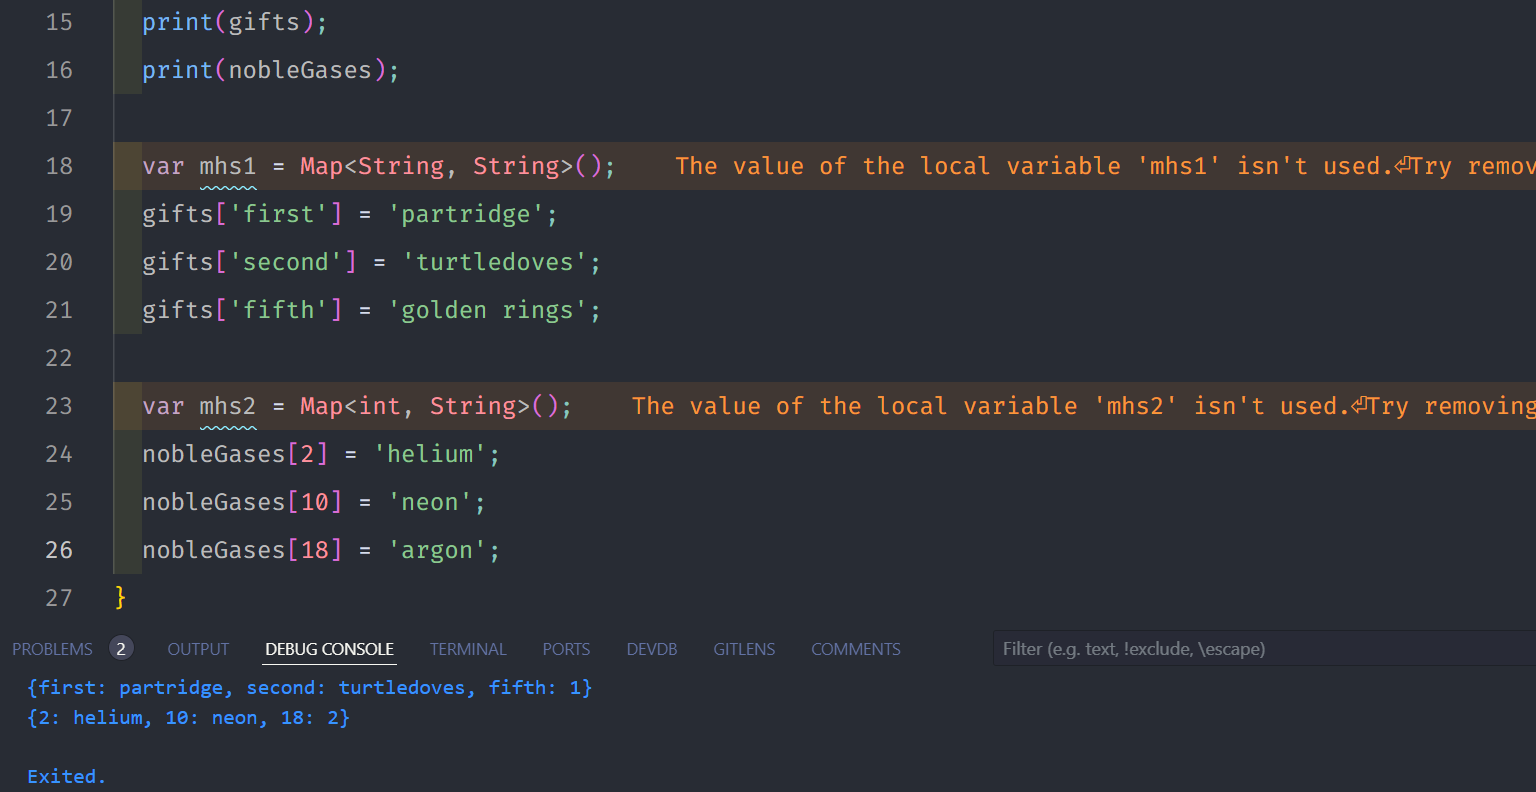 15 print(gifts);
16 print(nobleGases);
17
18 var mhs1 = Map<String, String>(); The value of the local variable 'mhs1' isn't used.⏎Try remov
19 gifts['first'] = 'partridge';
20 gifts['second'] = 'turtledoves';
21 gifts['fifth'] = 'golden rings';
22
23 var mhs2 = Map<int, String>(); The value of the local variable 'mhs2' isn't used.⏎Try removing
24 nobleGases[2] = 'helium';
25 nobleGases[10] = 'neon';
26 nobleGases[18] = 'argon';
27 }
PROBLEMS 2 OUTPUT DEBUG CONSOLE TERMINAL PORTS DEVDB GITLENS COMMENTS Filter (e.g. text, !exclude, \escape)
{first: partridge, second: turtledoves, fifth: 1}
{2: helium, 10: neon, 18: 2}
Exited.